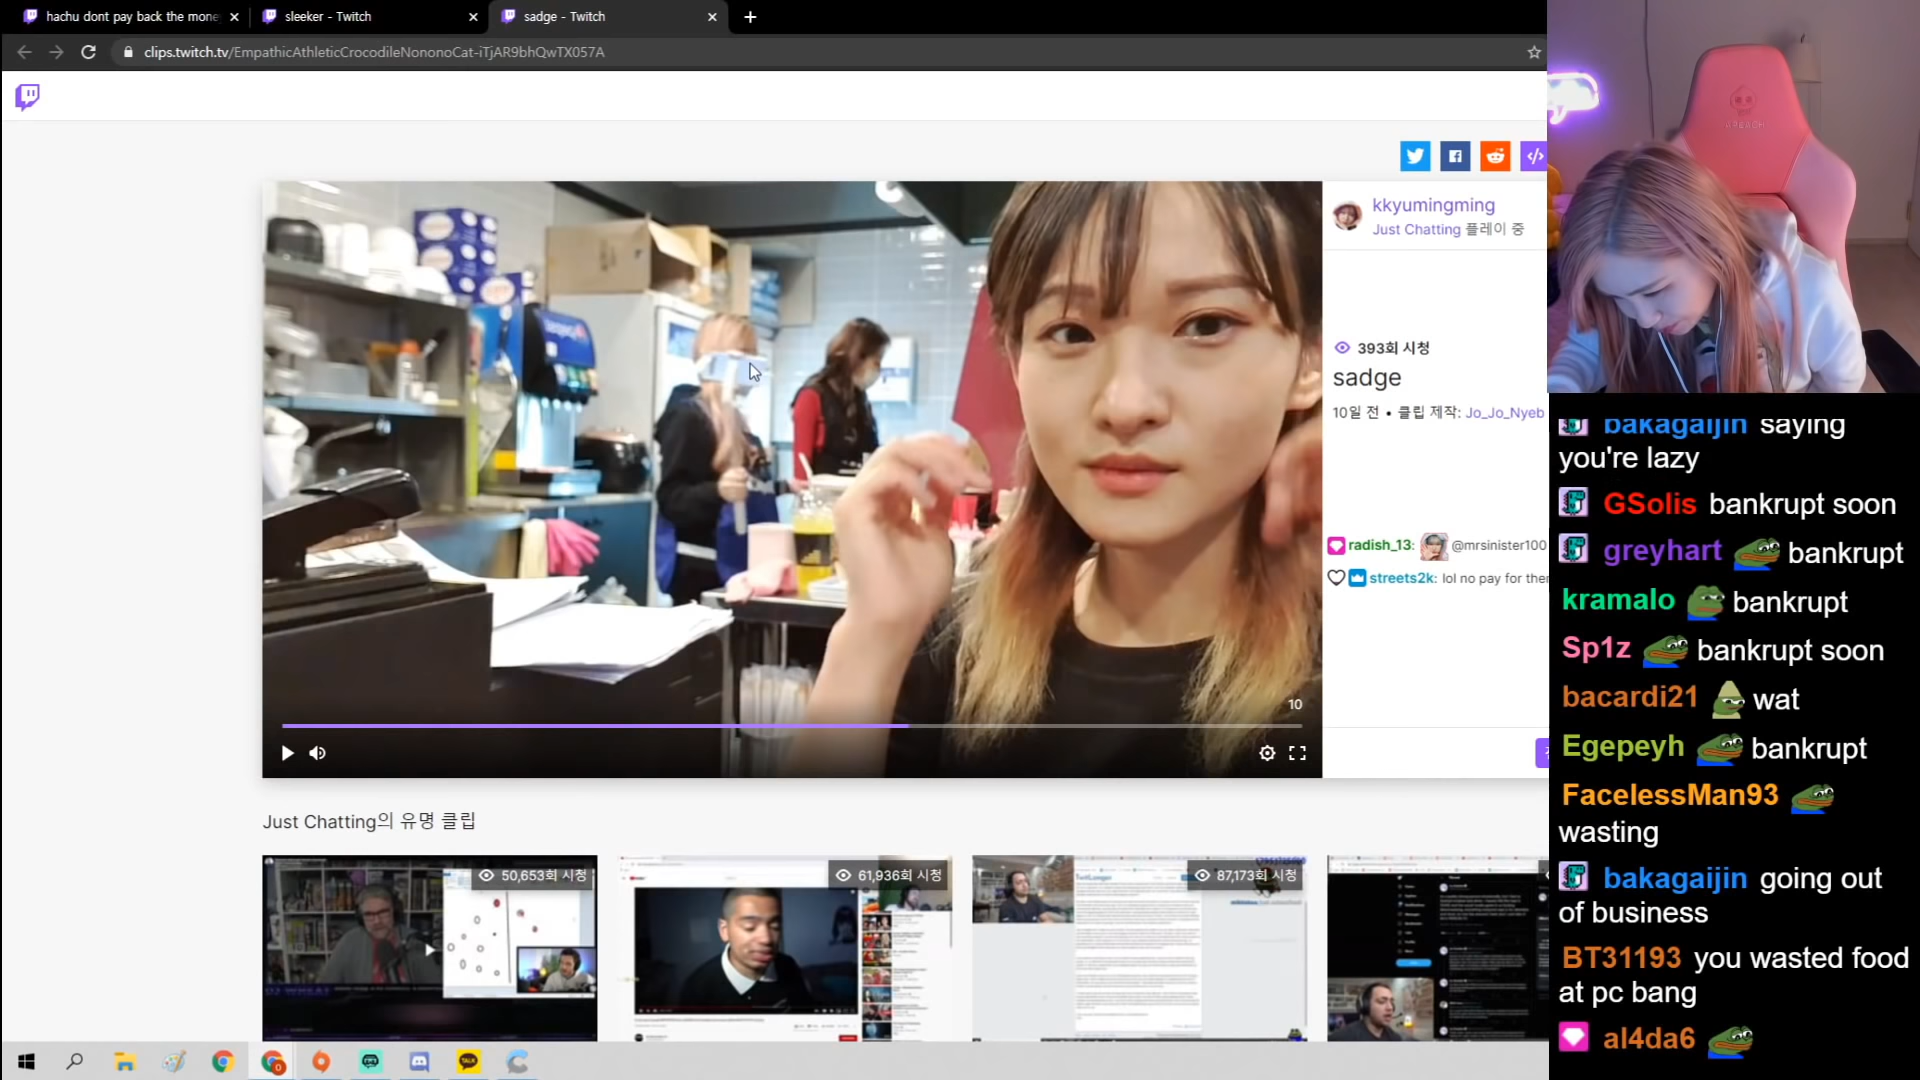 hachu dont pay back the mone
sleeker - Twitch
sadge - Twitch
clips.twitch.tv/EmpathicAthleticCrocodileNononoCat-iTjAR9bhQwTX057A
kkyumingming
Just Chatting 플레이 중
393회 시청
sadge
10일 전 • 클립 제작: Jo_Jo_Nyeb
radish_13: @mrsinister100
streets2k: lol no pay for the
10
Just Chatting의 유명 클립
50,653회 시청
61,936회 시청
87,173회 시청
TALK
bakagaijin saying
you're lazy
GSolis bankrupt soon
greyhart bankrupt
kramalo bankrupt
Sp1z bankrupt soon
bacardi21 wat
Egepeyh bankrupt
FacelessMan93
wasting
bakagaijin going out
of business
BT31193 you wasted food
at pc bang
al4da6